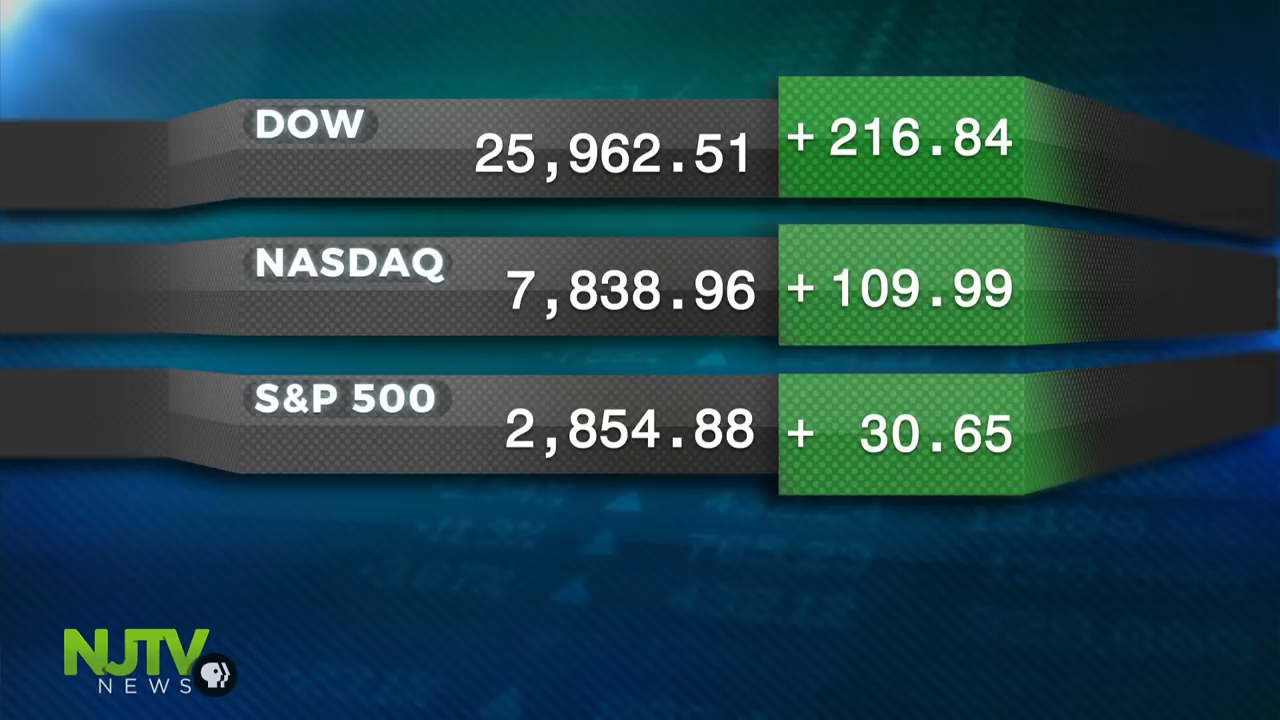 DOW 25,962.51 + 216.84
NASDAQ 7,838.96 + 109.99
S&P 500 2,854.88 + 30.65
NJTV
NEWS